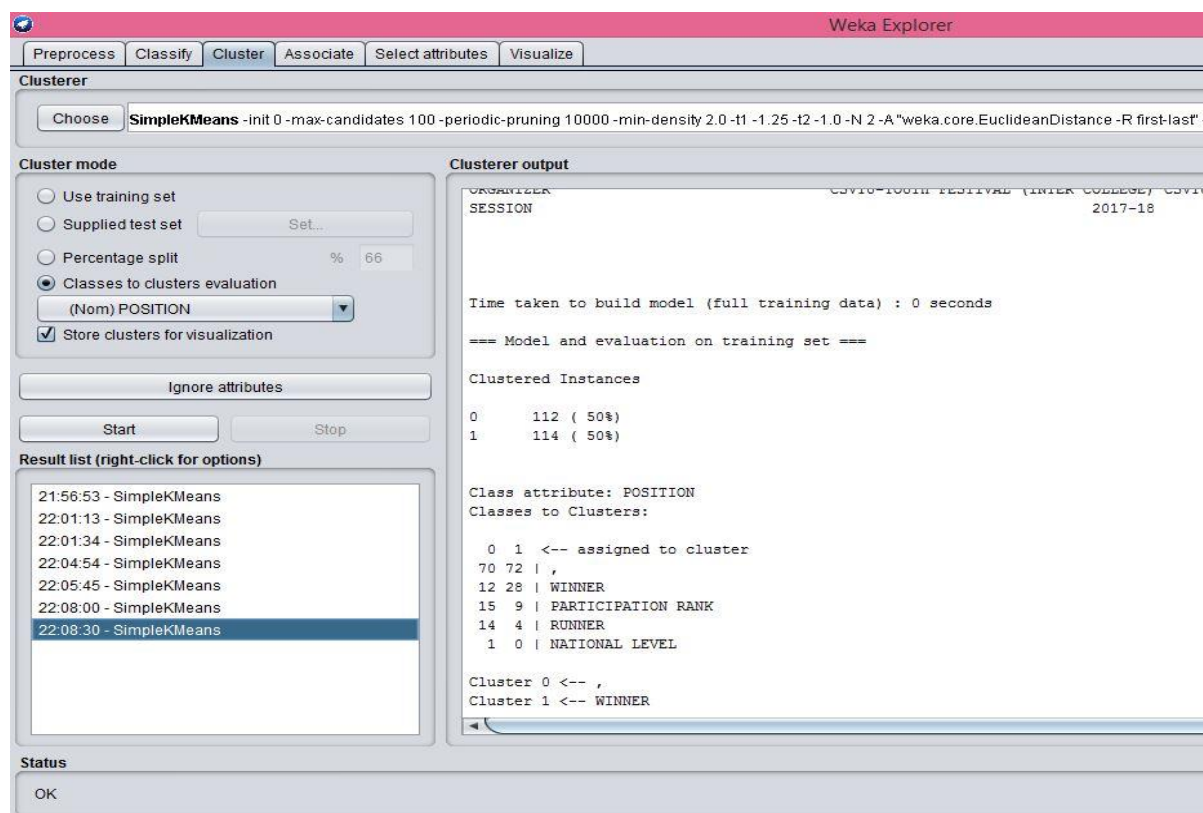 Weka Explorer
Preprocess Classify Cluster Associate Select attributes Visualize
Clusterer
Choose SimpleKMeans -init 0 -max-candidates 100 -periodic-pruning 10000 -min-density 2.0 -t1 -1.25 -t2 -1.0 -N 2 -A "weka.core.EuclideanDistance -R first-last"
Cluster mode
Use training set
Supplied test set Set...
Percentage split % 66
Classes to clusters evaluation
(Nom) POSITION
Store clusters for visualization
Ignore attributes
Start Stop
Result list (right-click for options)
21:56:53 - SimpleKMeans
22:01:13 - SimpleKMeans
22:01:34 - SimpleKMeans
22:04:54 - SimpleKMeans
22:05:45 - SimpleKMeans
22:08:00 - SimpleKMeans
22:08:30 - SimpleKMeans
Clusterer output
ORGANIZER CSVTU-YOUTH FESTIVAL (INTER COLLEGE)
SESSION 2017-18
Time taken to build model (full training data) : 0 seconds
=== Model and evaluation on training set ===
Clustered Instances
0 112 ( 50%)
1 114 ( 50%)
Class attribute: POSITION
Classes to Clusters:
0 1 <-- assigned to cluster
70 72 | ,
12 28 | WINNER
15 9 | PARTICIPATION RANK
14 4 | RUNNER
1 0 | NATIONAL LEVEL
Cluster 0 <-- ,
Cluster 1 <-- WINNER
Status
OK